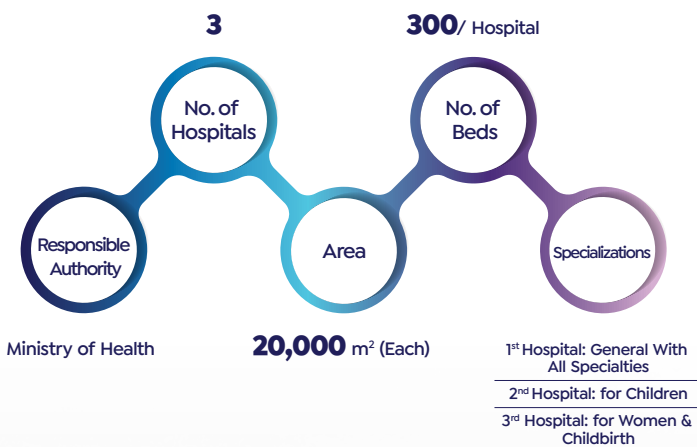 3
300/ Hospital
No. of
Hospitals
No. of
Beds
Responsible
Authority
Area
Specializations
Ministry of Health
20,000 m² (Each)
1st Hospital: General With
All Specialties
2nd Hospital: for Children
3rd Hospital: for Women &
Childbirth